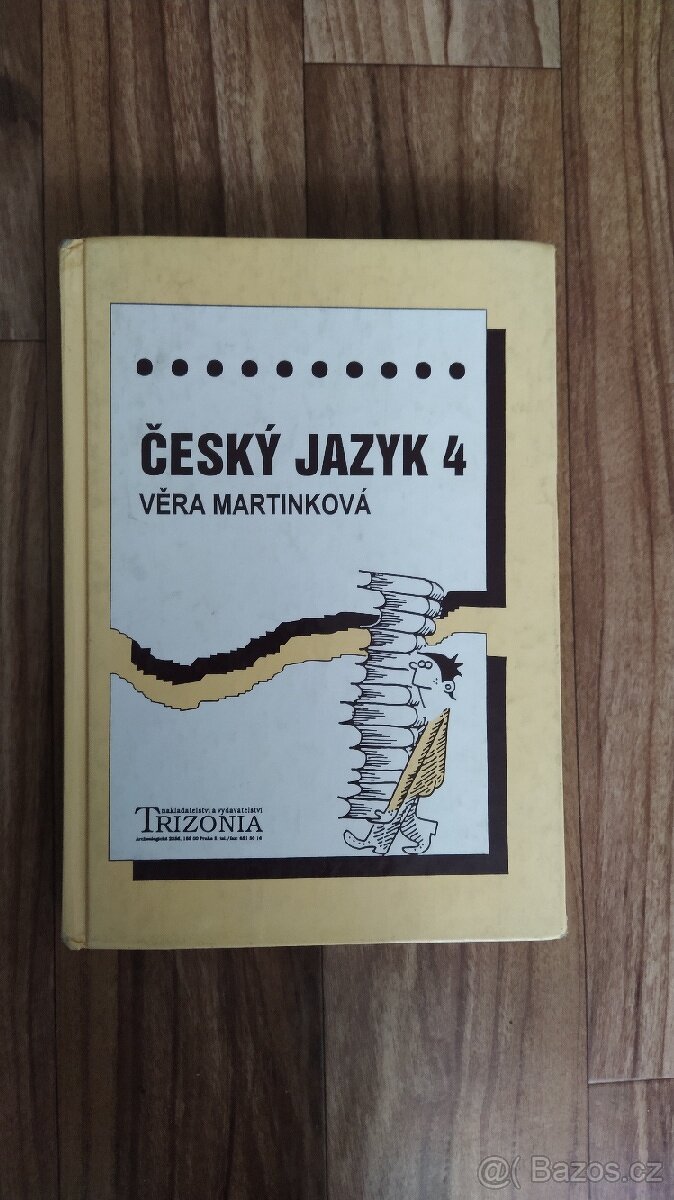 ČESKÝ JAZYK 4
VĚRA MARTINKOVÁ
nakladatelství a vydavatelství
TRIZONIA
@( Bazos.cz